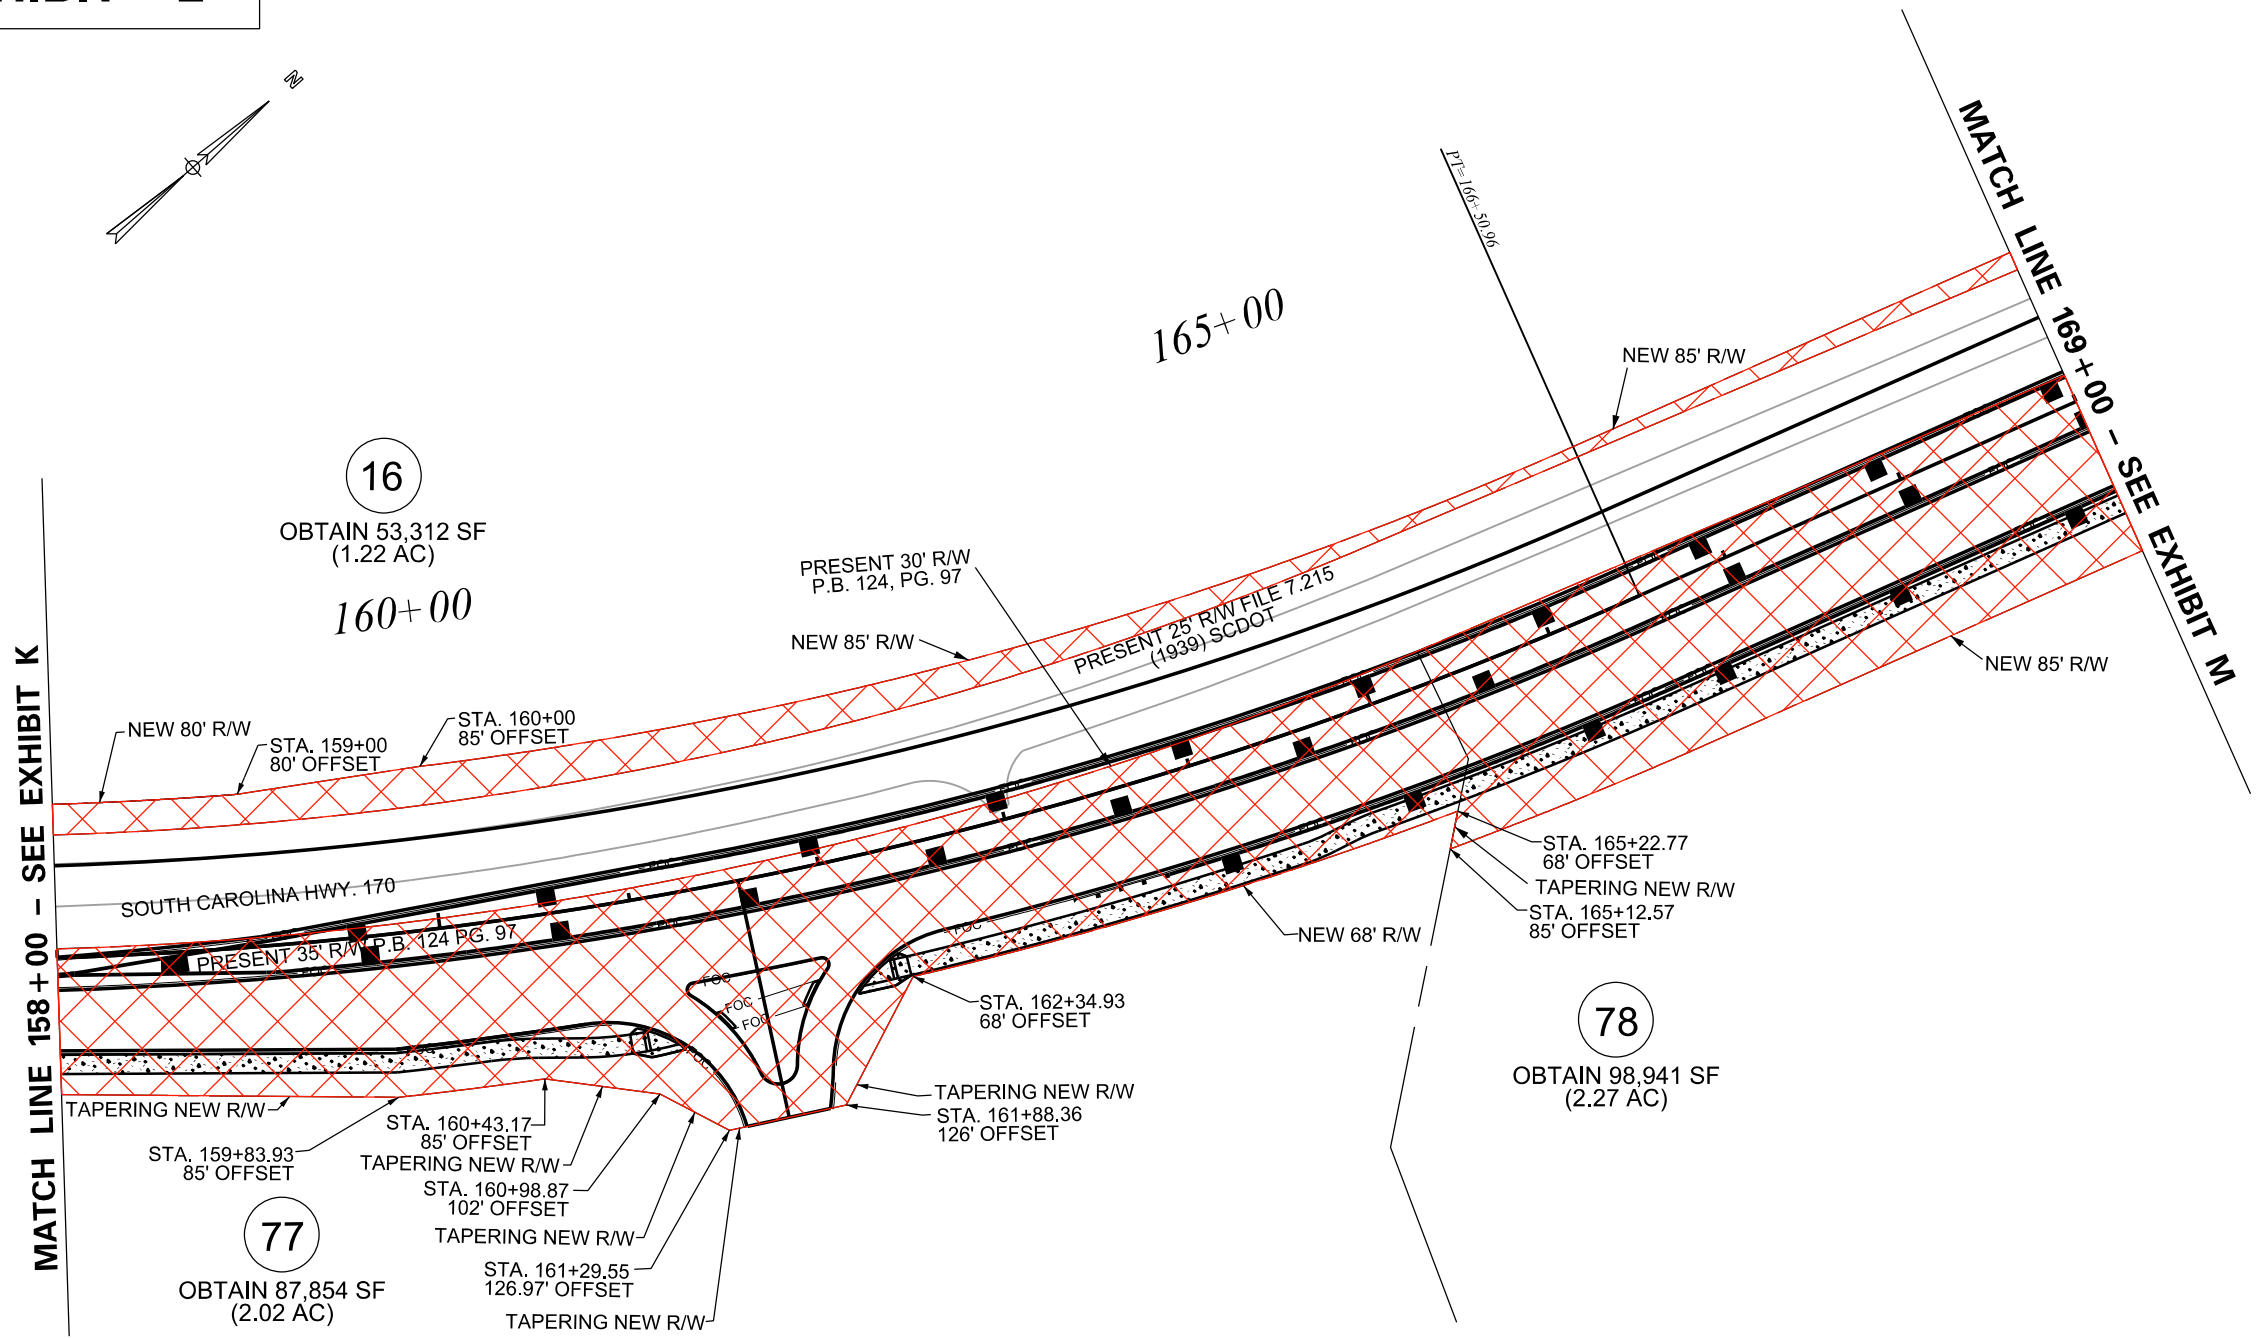 N
MATCH LINE 169+00 – SEE EXHIBIT M
PT= 166+50.96
165+00
NEW 85' R/W
16
OBTAIN 53,312 SF
(1.22 AC)
160+00
PRESENT 30' R/W
P.B. 124, PG. 97
NEW 85' R/W
PRESENT 25' R/W FILE 7.215
(1939) SCDOT
NEW 85' R/W
MATCH LINE 158+00 – SEE EXHIBIT K
NEW 80' R/W
STA. 159+00
80' OFFSET
STA. 160+00
85' OFFSET
SOUTH CAROLINA HWY. 170
PRESENT 35' R/W P.B. 124 PG. 97
FOC
FOC
FOC
FOC
FOC
STA. 165+22.77
68' OFFSET
TAPERING NEW R/W
STA. 165+12.57
85' OFFSET
NEW 68' R/W
STA. 162+34.93
68' OFFSET
78
OBTAIN 98,941 SF
(2.27 AC)
TAPERING NEW R/W
STA. 161+88.36
126' OFFSET
TAPERING NEW R/W
STA. 159+83.93
85' OFFSET
STA. 160+43.17
85' OFFSET
TAPERING NEW R/W
STA. 160+98.87
102' OFFSET
TAPERING NEW R/W
STA. 161+29.55
126.97' OFFSET
TAPERING NEW R/W
77
OBTAIN 87,854 SF
(2.02 AC)